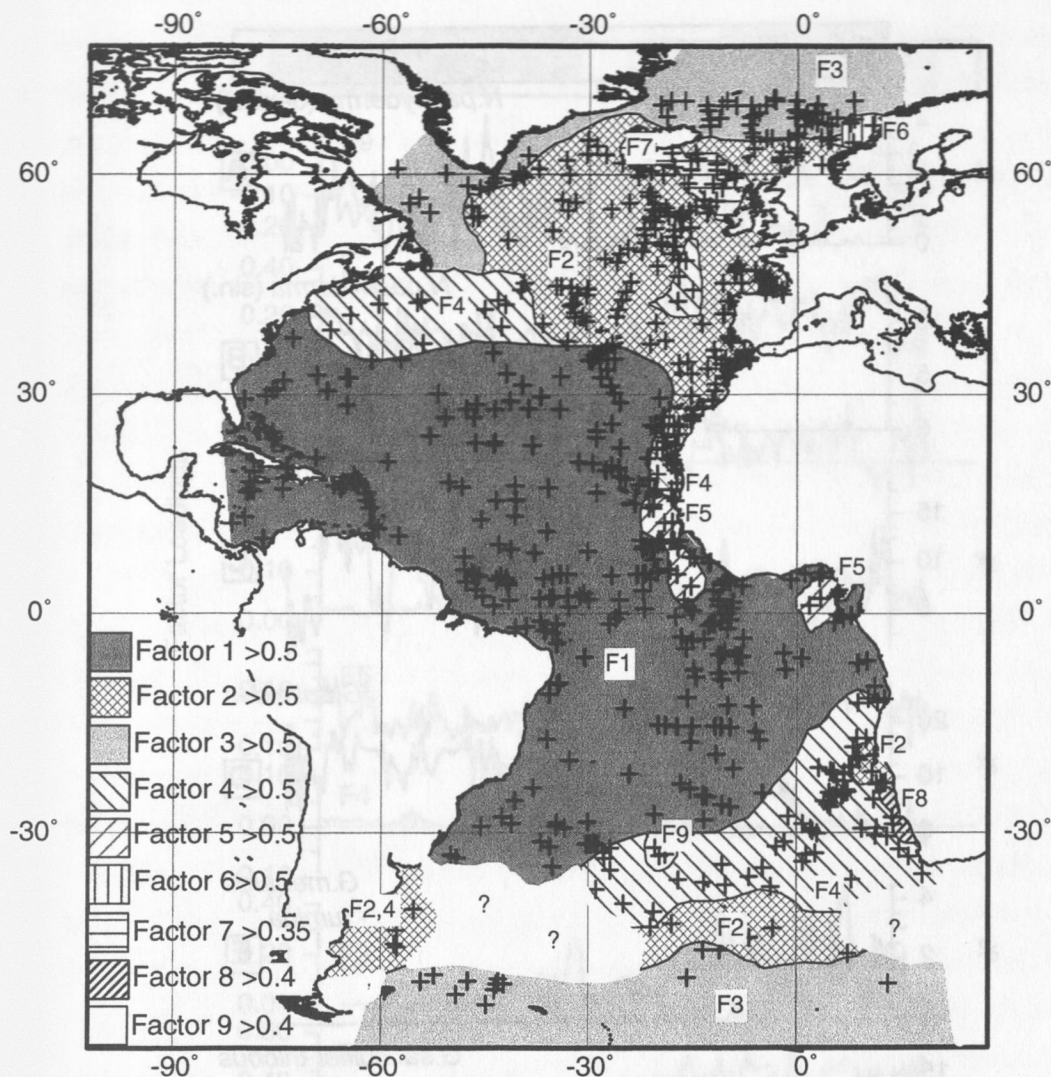 -90° -60° -30° 0°
F3
F6
F7
60° 60°
F2
F4
30° 30°
F4
F5
F5
0° 0°
Factor 1 >0.5
F1
Factor 2 >0.5
Factor 3 >0.5
F2
Factor 4 >0.5
F8
-30° -30°
Factor 5 >0.5
F9
Factor 6 >0.5
F4
F2,4
?
F2
?
?
Factor 7 >0.35
Factor 8 >0.4
F3
Factor 9 >0.4
-90° -60° -30° 0°